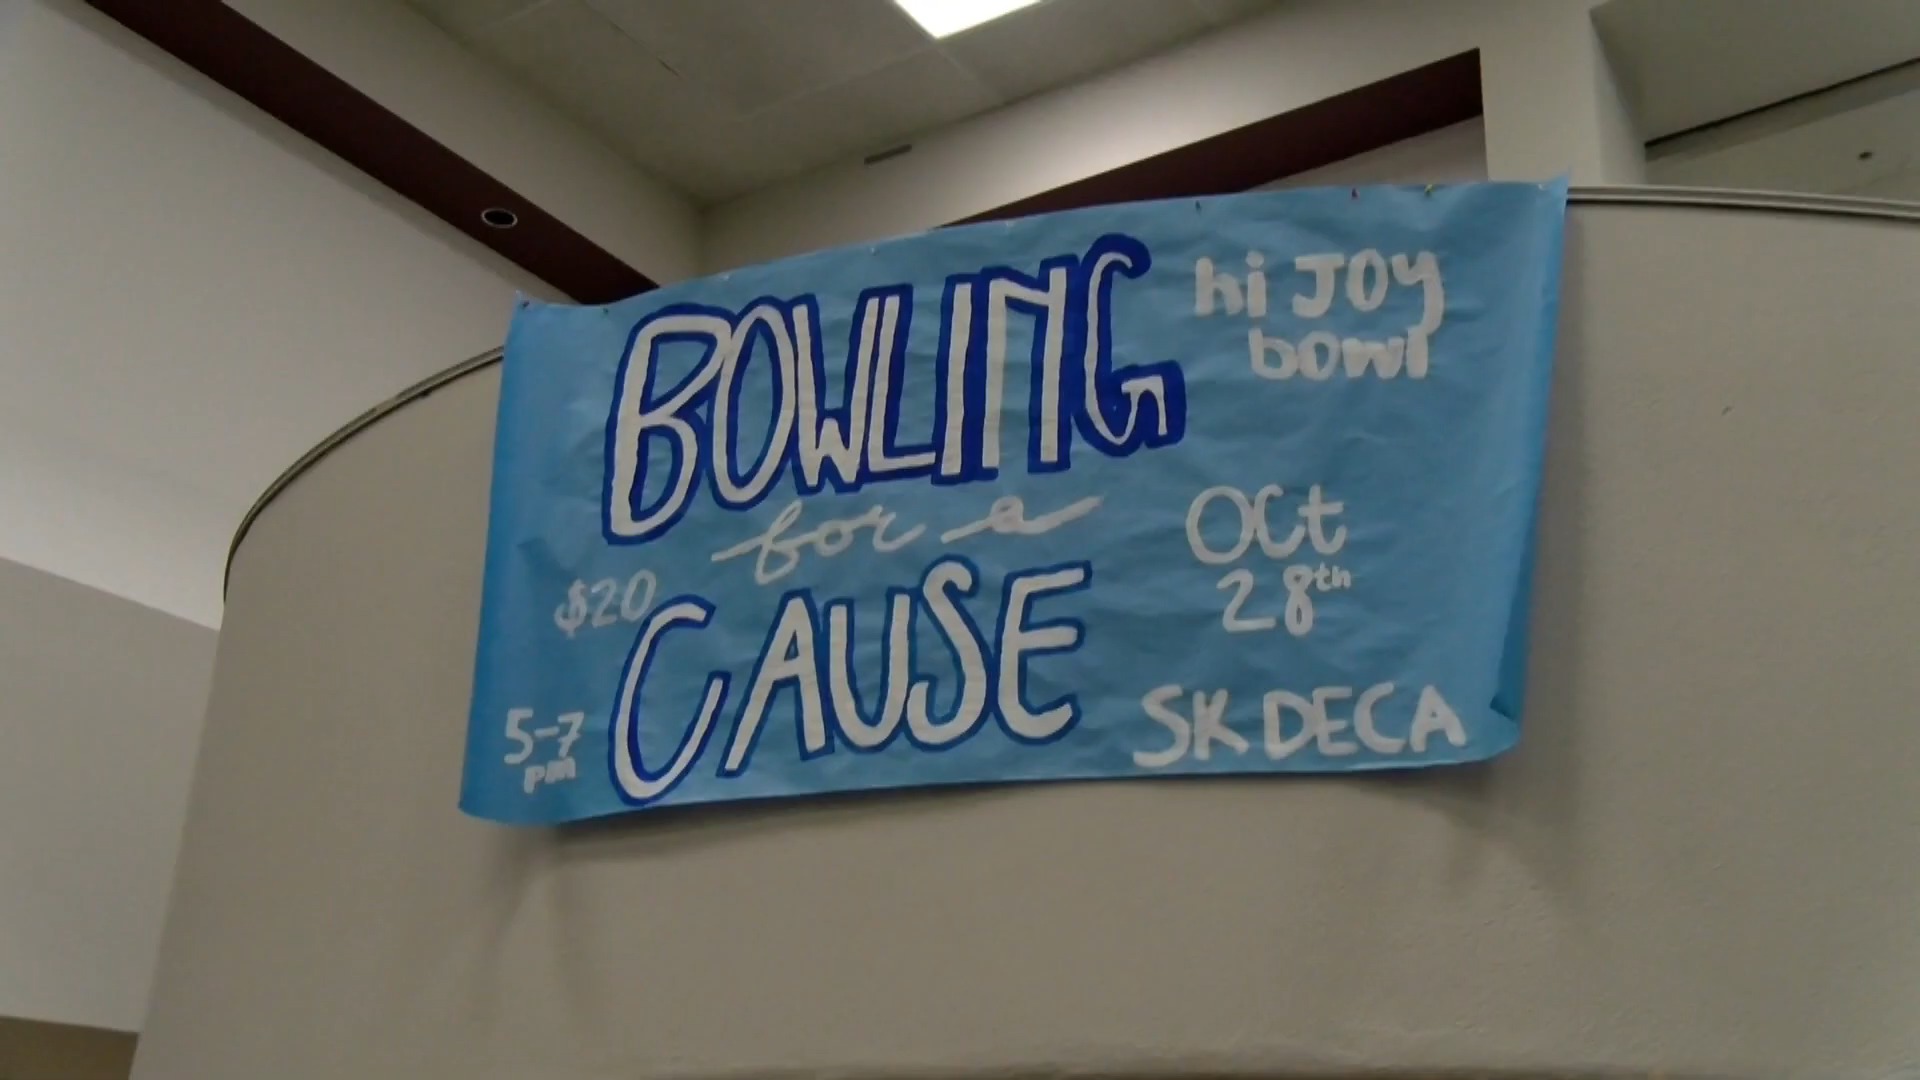 BOWLING
for a
CAUSE
hi JOY
bowl
Oct
28th
$20
5-7
pm
SK DECA